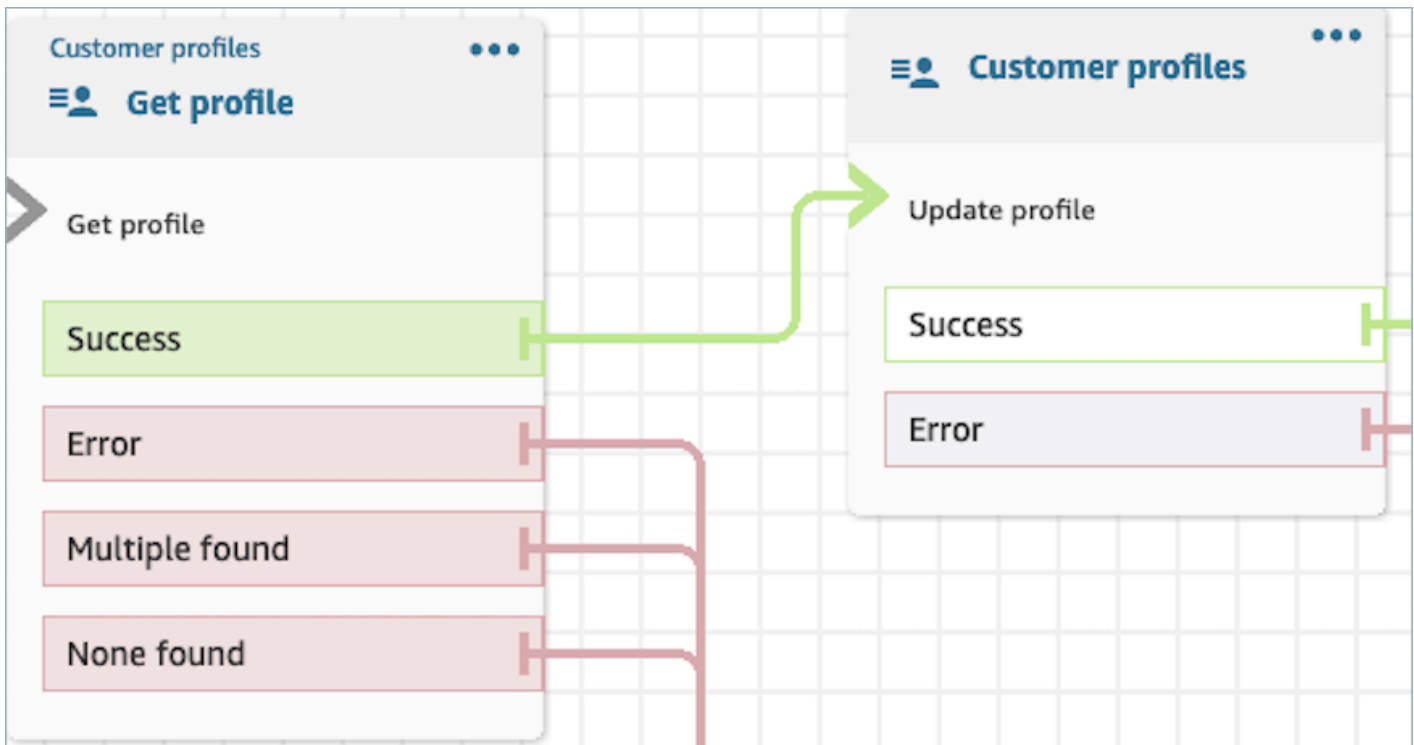 Customer profiles
Get profile
Get profile
Success
Error
Multiple found
None found
Customer profiles
Update profile
Success
Error